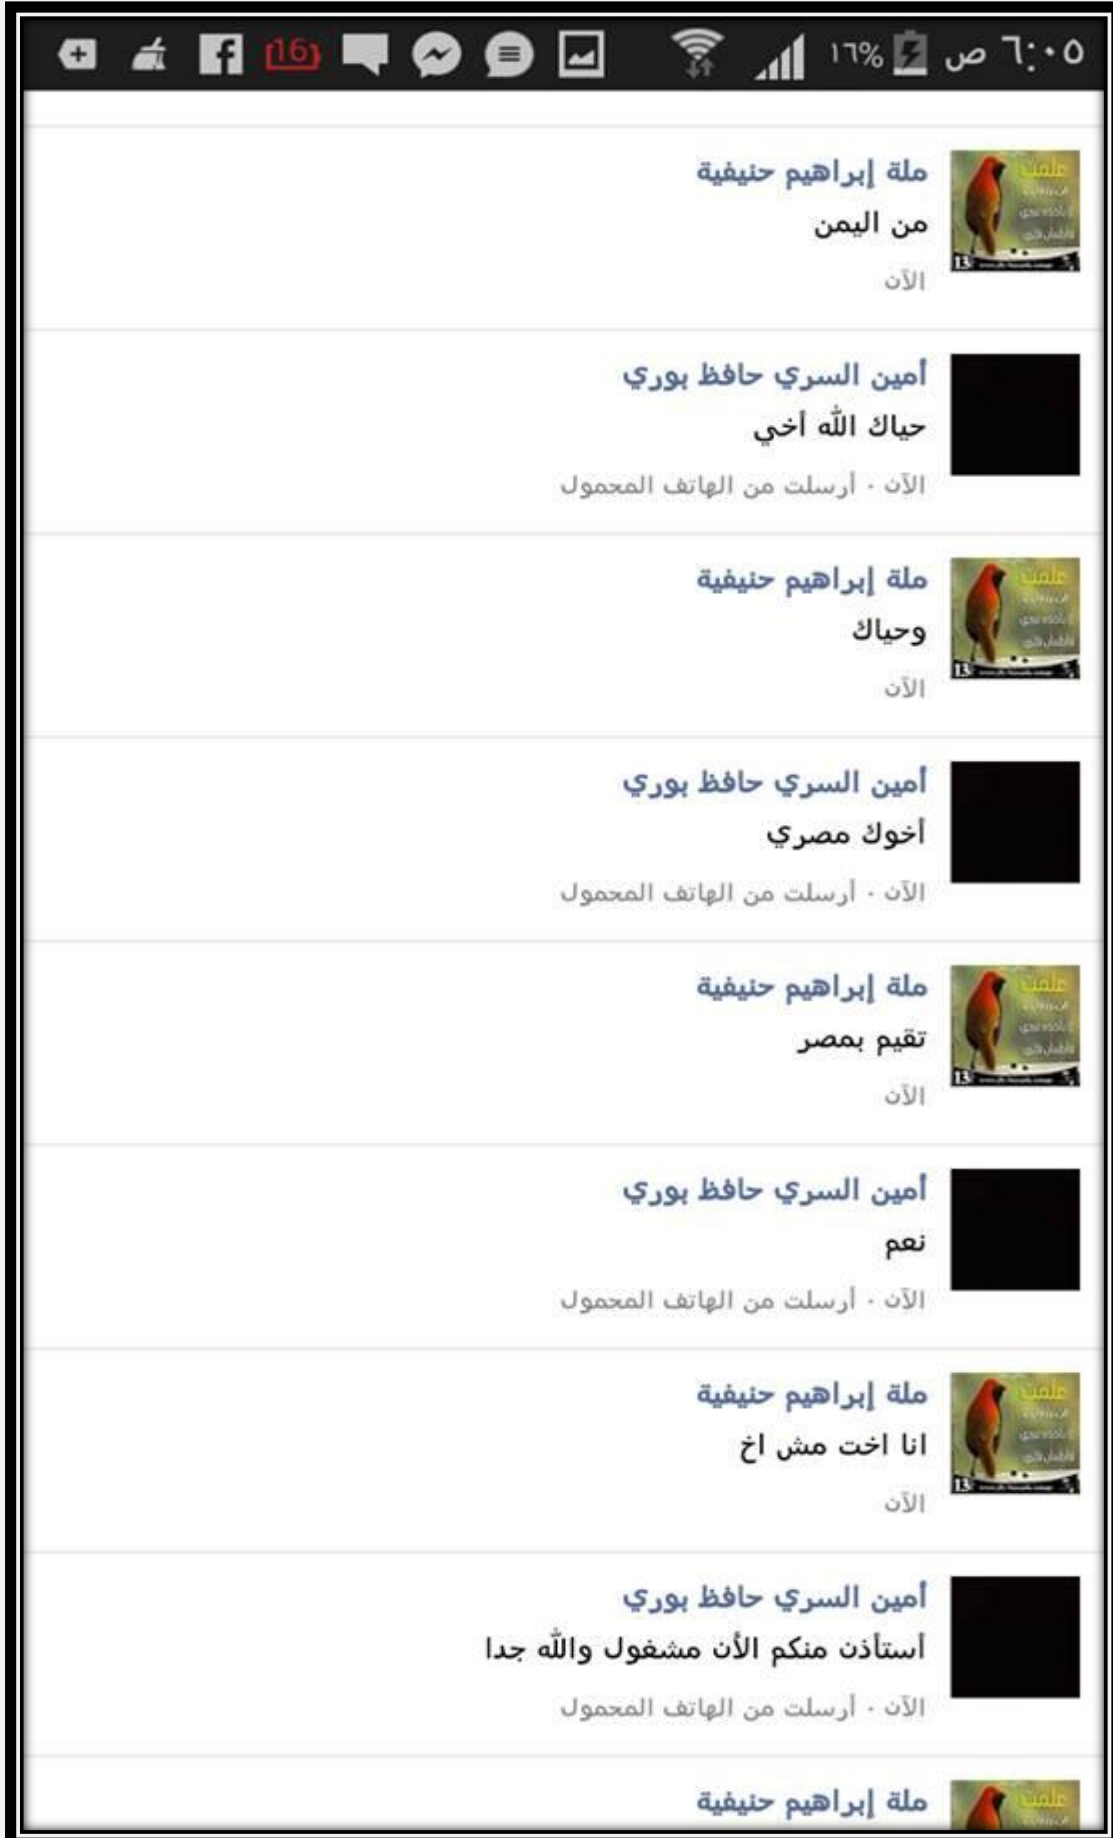 ٦:٠٥ ص ١٦% 16
ملة إبراهيم حنيفية
من اليمن
الآن
أمين السري حافظ بوري
حياك الله أخي
الآن · أرسلت من الهاتف المحمول
ملة إبراهيم حنيفية
وحياك
الآن
أمين السري حافظ بوري
أخوك مصري
الآن · أرسلت من الهاتف المحمول
ملة إبراهيم حنيفية
تقيم بمصر
الآن
أمين السري حافظ بوري
نعم
الآن · أرسلت من الهاتف المحمول
ملة إبراهيم حنيفية
انا اخت مش اخ
الآن
أمين السري حافظ بوري
أستأذن منكم الأن مشغول والله جدا
الآن · أرسلت من الهاتف المحمول
ملة إبراهيم حنيفية